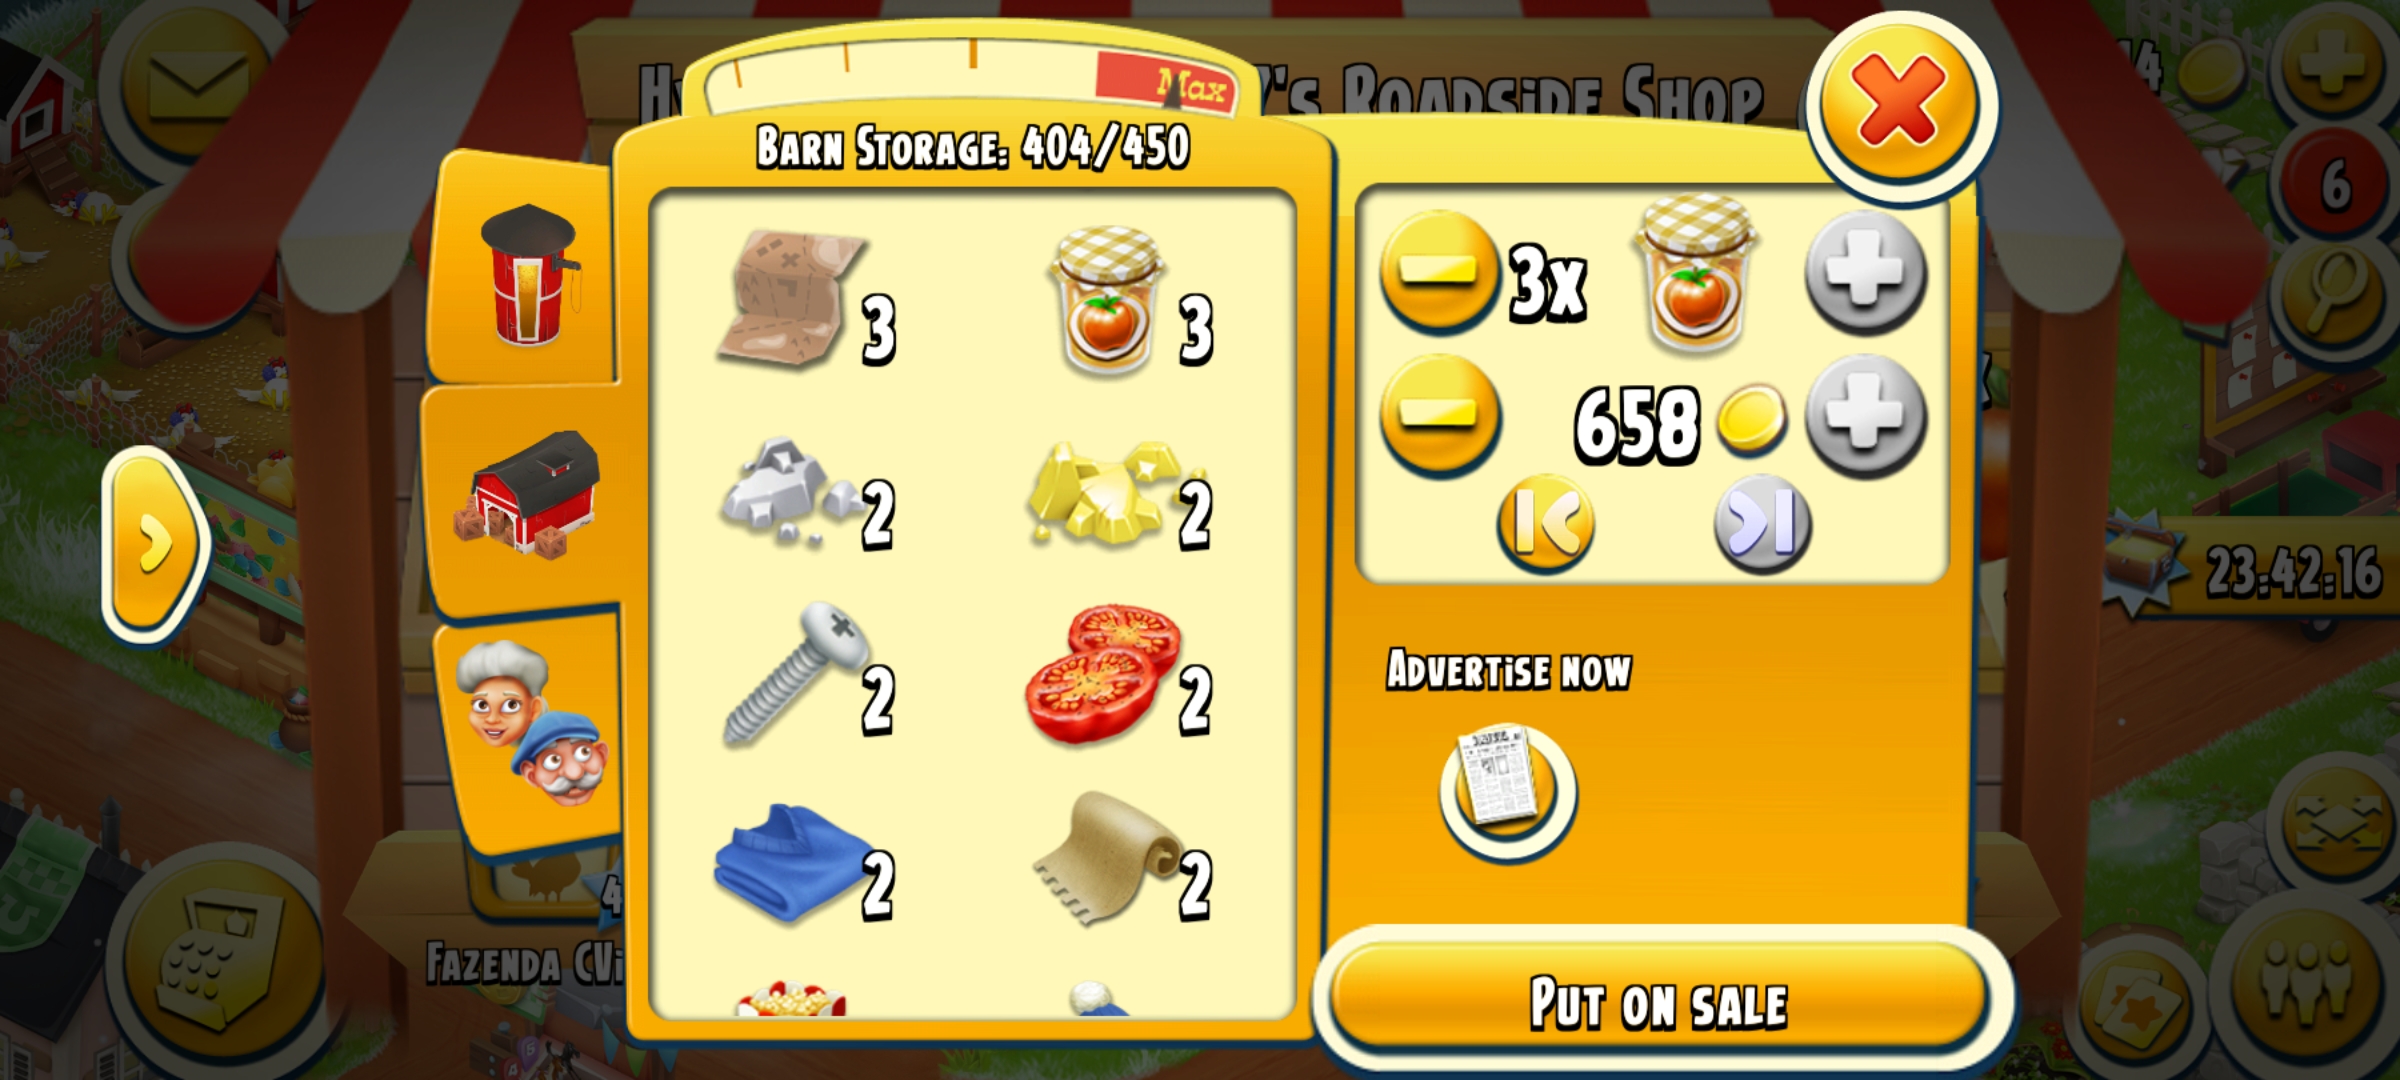 'S ROADSIDE SHOP
Max
BARN STORAGE: 404/450
6
3
3
3x
2
2
658
2
2
23:42:16
ADVERTISE NOW
2
2
FAZENDA
PUT ON SALE